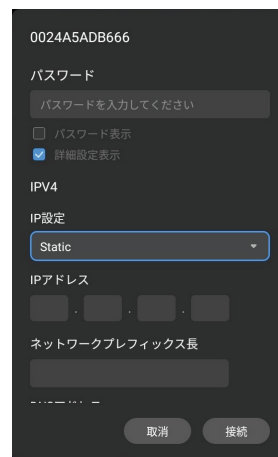 0024A5ADB666
パスワード
パスワードを入力してください
パスワード表示
詳細設定表示
IPV4
IP設定
Static
IPアドレス
. . .
ネットワークプレフィックス長
取消 接続